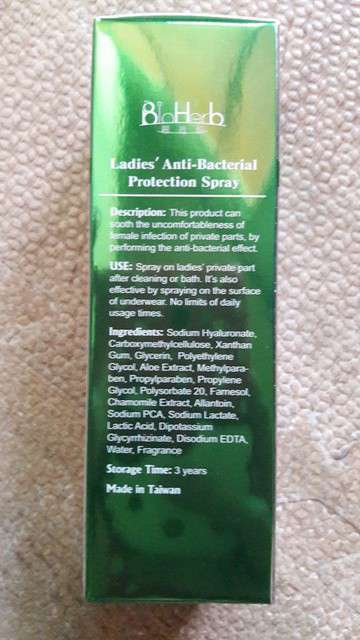 BioHerb
Ladies' Anti-Bacterial
Protection Spray
Description: This product can
sooth the uncomfortableness of
female infection of private parts, by
performing the anti-bacterial effect.
USE: Spray on ladies' private part
after cleaning or bath. It's also
effective by spraying on the surface
of underwear. No limits of daily
usage times.
Ingredients: Sodium Hyaluronate,
Carboxymethylcellulose, Xanthan
Gum, Glycerin, Polyethylene
Glycol, Aloe Extract, Methylpara-
ben, Propylparaben, Propylene
Glycol, Polysorbate 20, Farnesol,
Chamomile Extract, Allantoin,
Sodium PCA, Sodium Lactate,
Lactic Acid, Dipotassium
Glycyrrhizinate, Disodium EDTA,
Water, Fragrance
Storage Time: 3 years
Made in Taiwan